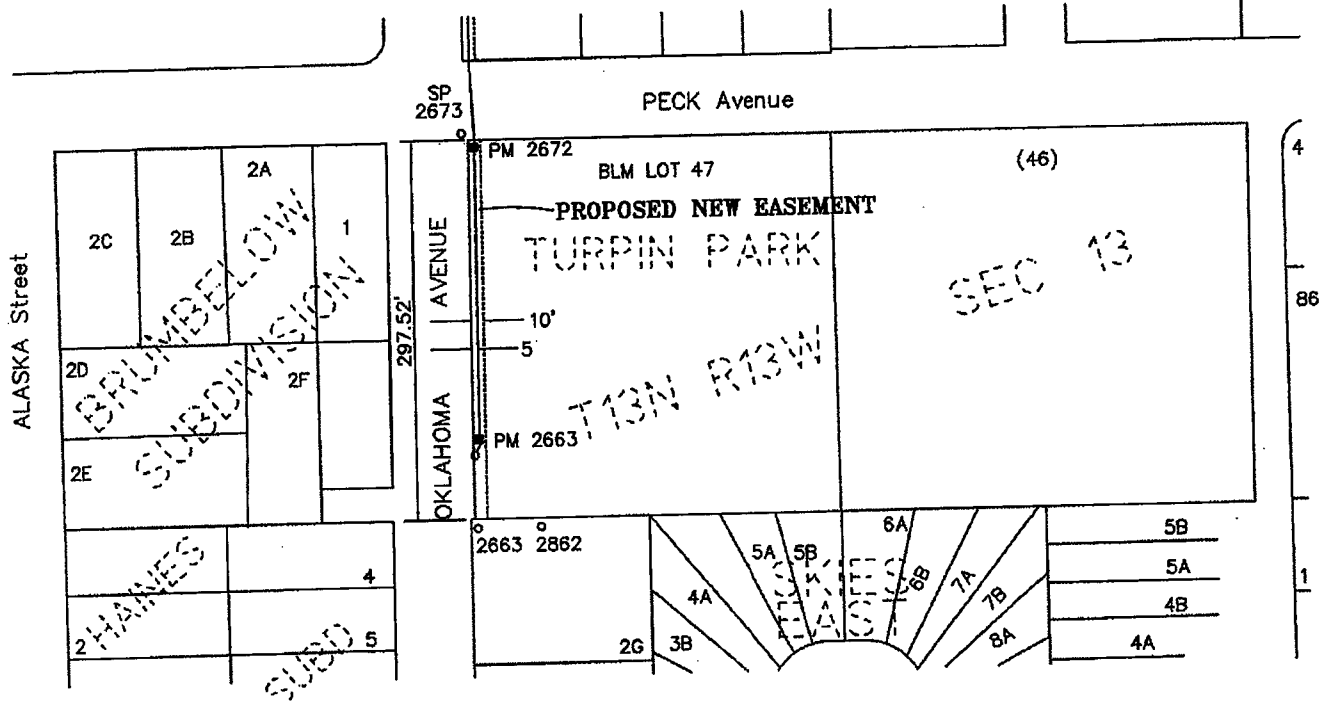 PECK Avenue
SP
2673
PM 2672
BLM LOT 47
(46)
4
PROPOSED NEW EASEMENT
TURPIN PARK
SEC 13
T13N R13W
86
ALASKA Street
2C
2B
2A
1
BRUMBELOW
SUBDIVISION
2D
2F
2E
297.52'
OKLAHOMA AVENUE
10'
5
PM 2663
2663 2862
HAINES
SUBD
2
4
5
2G
3B
4A
5A
5B
SKIES
EAST
6A
6B
7A
7B
8A
5B
5A
4B
4A
1